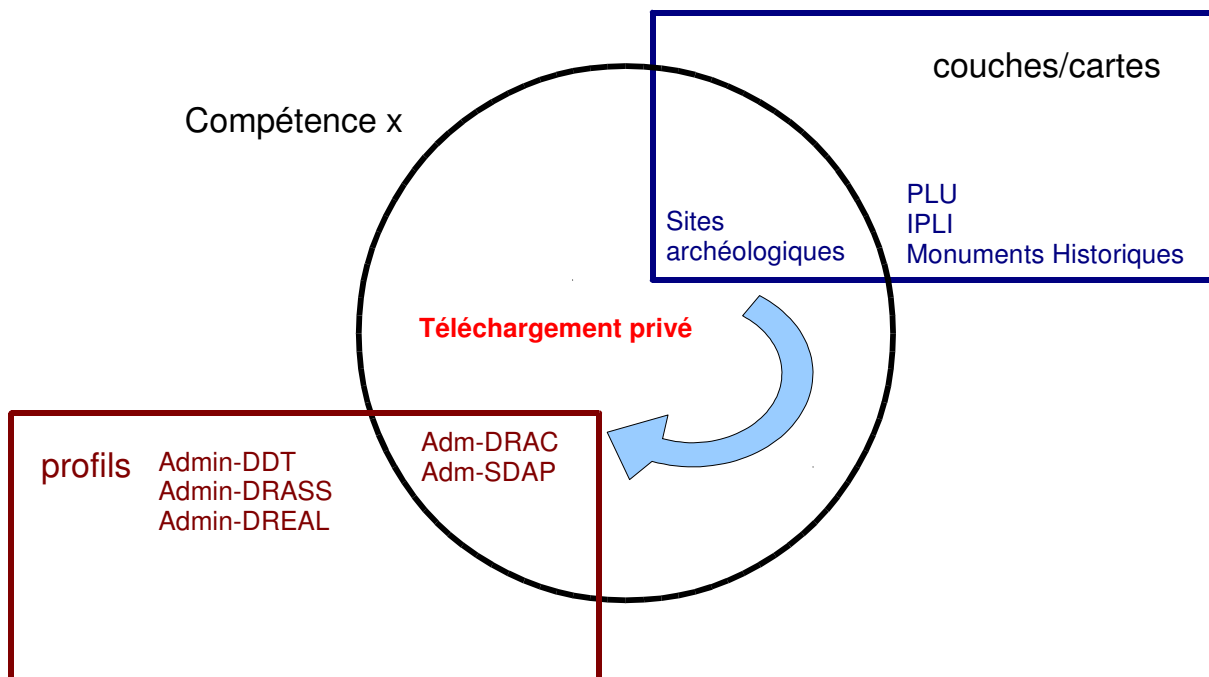 couches/cartes
Compétence x
PLU
IPLI
Monuments Historiques
Sites
archéologiques
Téléchargement privé
profils
Admin-DDT
Admin-DRASS
Admin-DREAL
Adm-DRAC
Adm-SDAP